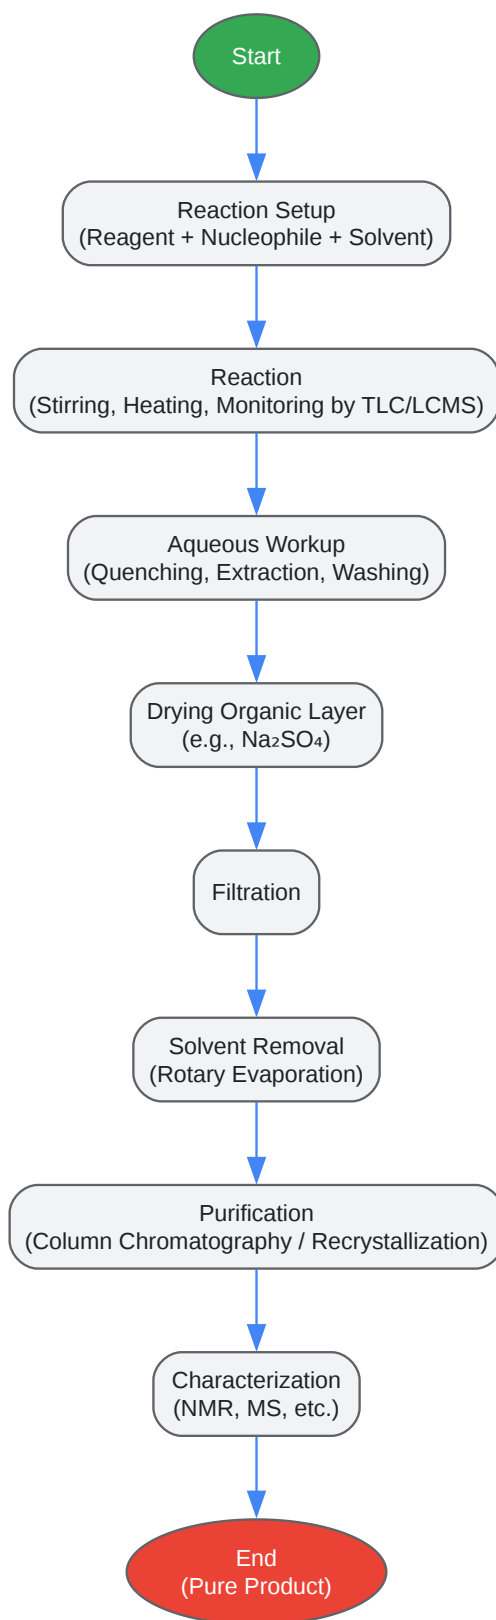 Start
Reaction Setup
(Reagent + Nucleophile + Solvent)
Reaction
(Stirring, Heating, Monitoring by TLC/LCMS)
Aqueous Workup
(Quenching, Extraction, Washing)
Drying Organic Layer
(e.g., Na₂SO₄)
Filtration
Solvent Removal
(Rotary Evaporation)
Purification
(Column Chromatography / Recrystallization)
Characterization
(NMR, MS, etc.)
End
(Pure Product)